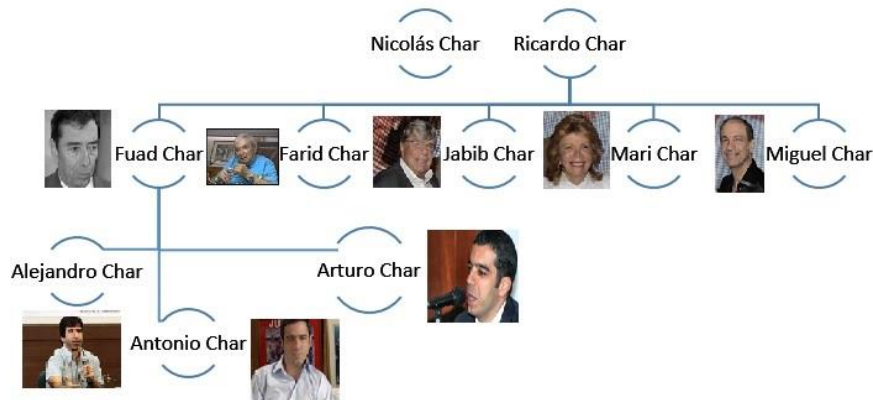 Nicolás Char
Ricardo Char
Fuad Char
Farid Char
Jabib Char
Mari Char
Miguel Char
Alejandro Char
Arturo Char
Antonio Char